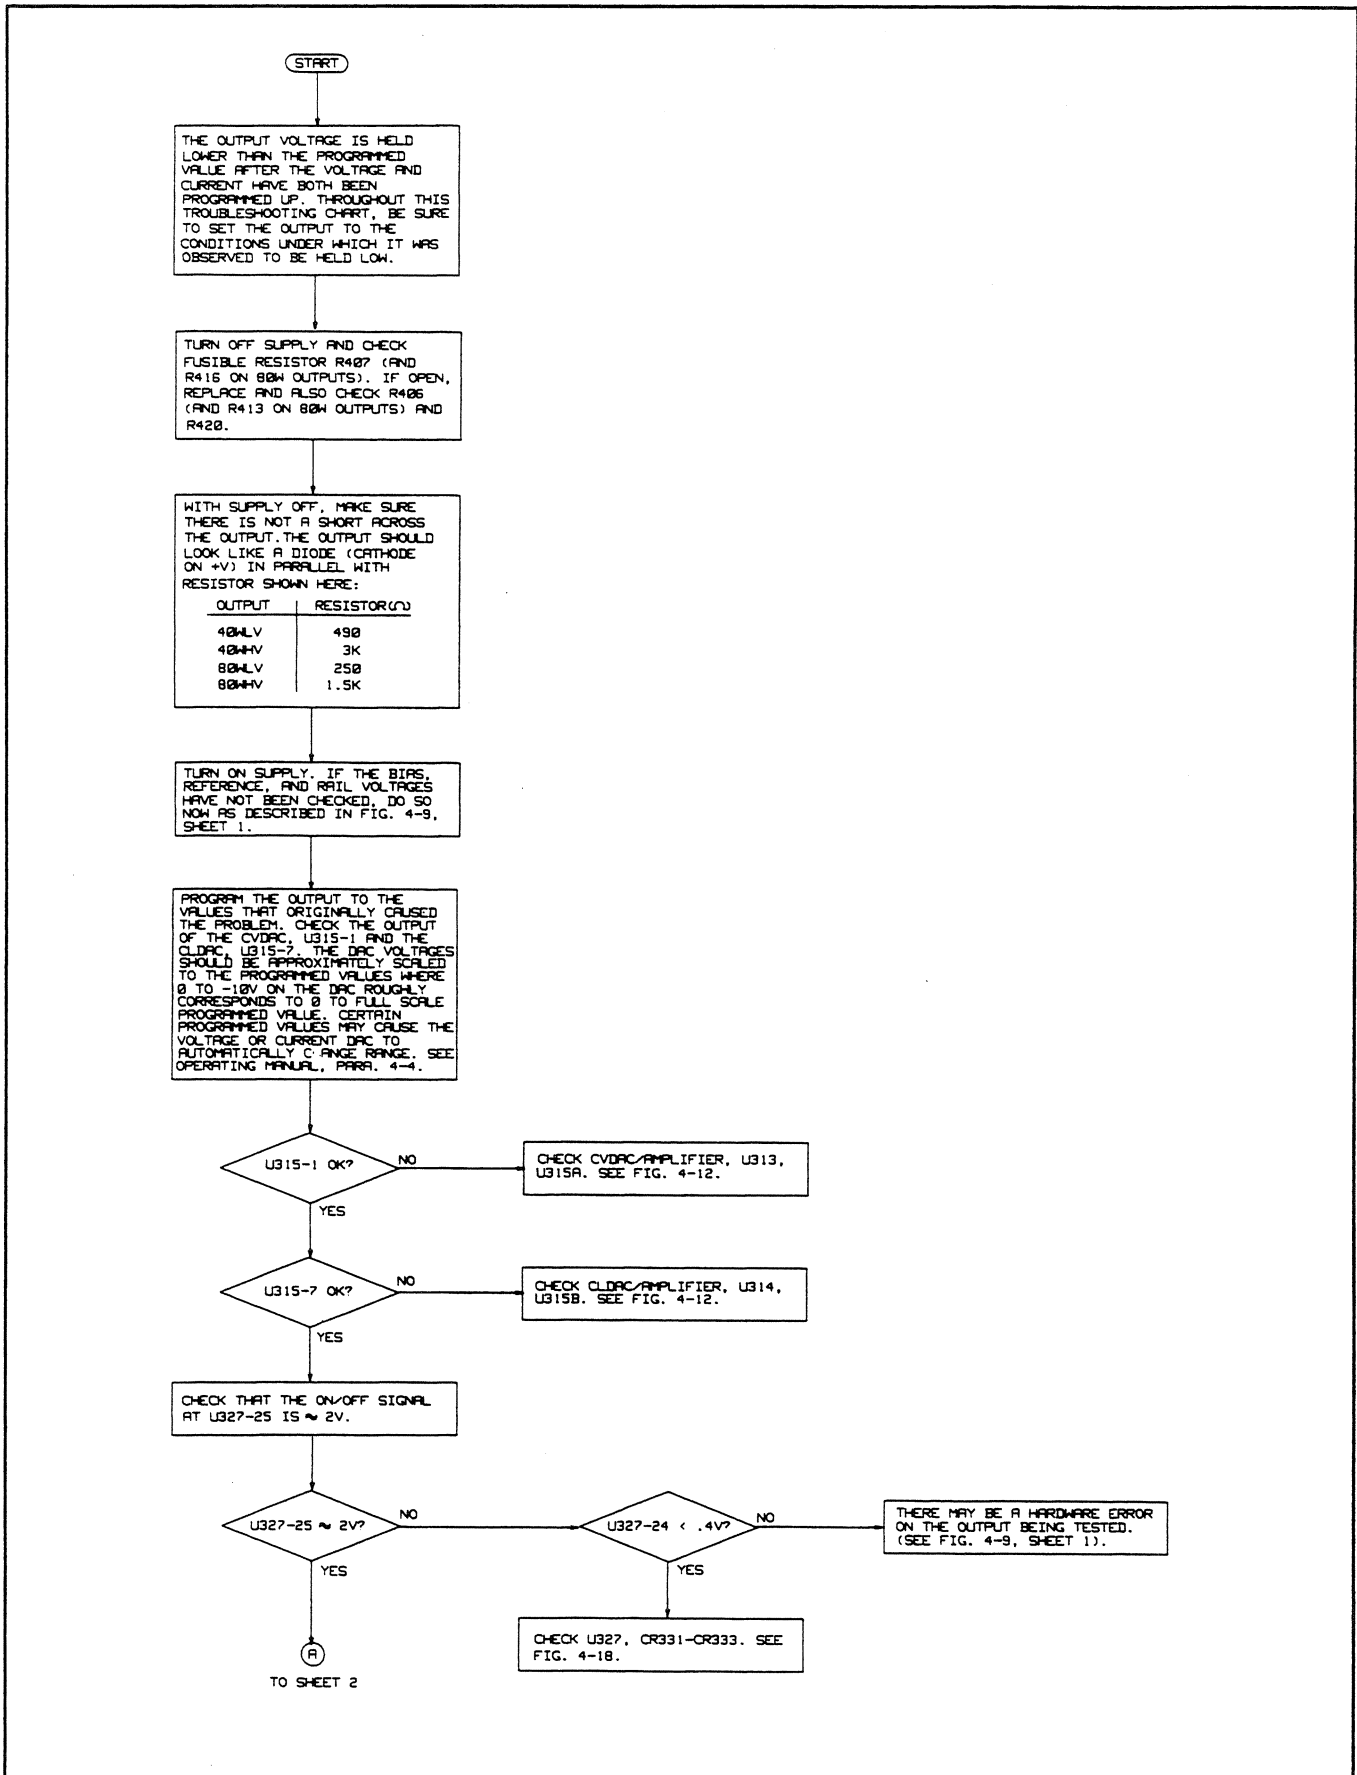 START
THE OUTPUT VOLTAGE IS HELD
LOWER THAN THE PROGRAMMED
VALUE AFTER THE VOLTAGE AND
CURRENT HAVE BOTH BEEN
PROGRAMMED UP. THROUGHOUT THIS
TROUBLESHOOTING CHART, BE SURE
TO SET THE OUTPUT TO THE
CONDITIONS UNDER WHICH IT WAS
OBSERVED TO BE HELD LOW.
TURN OFF SUPPLY AND CHECK
FUSIBLE RESISTOR R407 (AND
R416 ON 80W OUTPUTS). IF OPEN,
REPLACE AND ALSO CHECK R406
(AND R413 ON 80W OUTPUTS) AND
R420.
WITH SUPPLY OFF, MAKE SURE
THERE IS NOT A SHORT ACROSS
THE OUTPUT.THE OUTPUT SHOULD
LOOK LIKE A DIODE (CATHODE
ON +V) IN PARALLEL WITH
RESISTOR SHOWN HERE:
OUTPUT RESISTOR(Ω)
40WLV 490
40WHV 3K
80WLV 250
80WHV 1.5K
TURN ON SUPPLY. IF THE BIAS,
REFERENCE, AND RAIL VOLTAGES
HAVE NOT BEEN CHECKED, DO SO
NOW AS DESCRIBED IN FIG. 4-9,
SHEET 1.
PROGRAM THE OUTPUT TO THE
VALUES THAT ORIGINALLY CAUSED
THE PROBLEM. CHECK THE OUTPUT
OF THE CVDAC, U315-1 AND THE
CLDAC, U315-7. THE DAC VOLTAGES
SHOULD BE APPROXIMATELY SCALED
TO THE PROGRAMMED VALUES WHERE
0 TO -10V ON THE DAC ROUGHLY
CORRESPONDS TO 0 TO FULL SCALE
PROGRAMMED VALUE. CERTAIN
PROGRAMMED VALUES MAY CAUSE THE
VOLTAGE OR CURRENT DAC TO
AUTOMATICALLY C ANGE RANGE. SEE
OPERATING MANUAL, PARA. 4-4.
U315-1 OK? NO
CHECK CVDAC/AMPLIFIER, U313,
U315A. SEE FIG. 4-12.
YES
U315-7 OK? NO
CHECK CLDAC/AMPLIFIER, U314,
U315B. SEE FIG. 4-12.
YES
CHECK THAT THE ON/OFF SIGNAL
AT U327-25 IS ≈ 2V.
U327-25 ≈ 2V? NO
U327-24 < .4V? NO
THERE MAY BE A HARDWARE ERROR
ON THE OUTPUT BEING TESTED.
(SEE FIG. 4-9, SHEET 1).
YES
YES
CHECK U327, CR331-CR333. SEE
FIG. 4-18.
A
TO SHEET 2